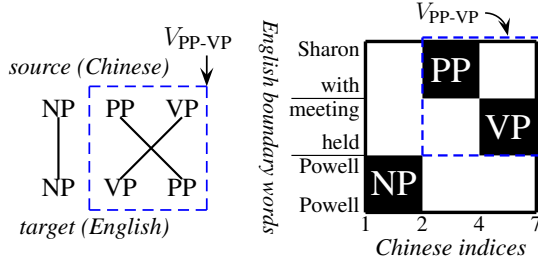 V_PP-VP
source (Chinese)
NP PP VP
NP VP PP
target (English)
V_PP-VP
English boundary words
Sharon
with
meeting
held
Powell
Powell
PP
VP
NP
1 2 4 7
Chinese indices